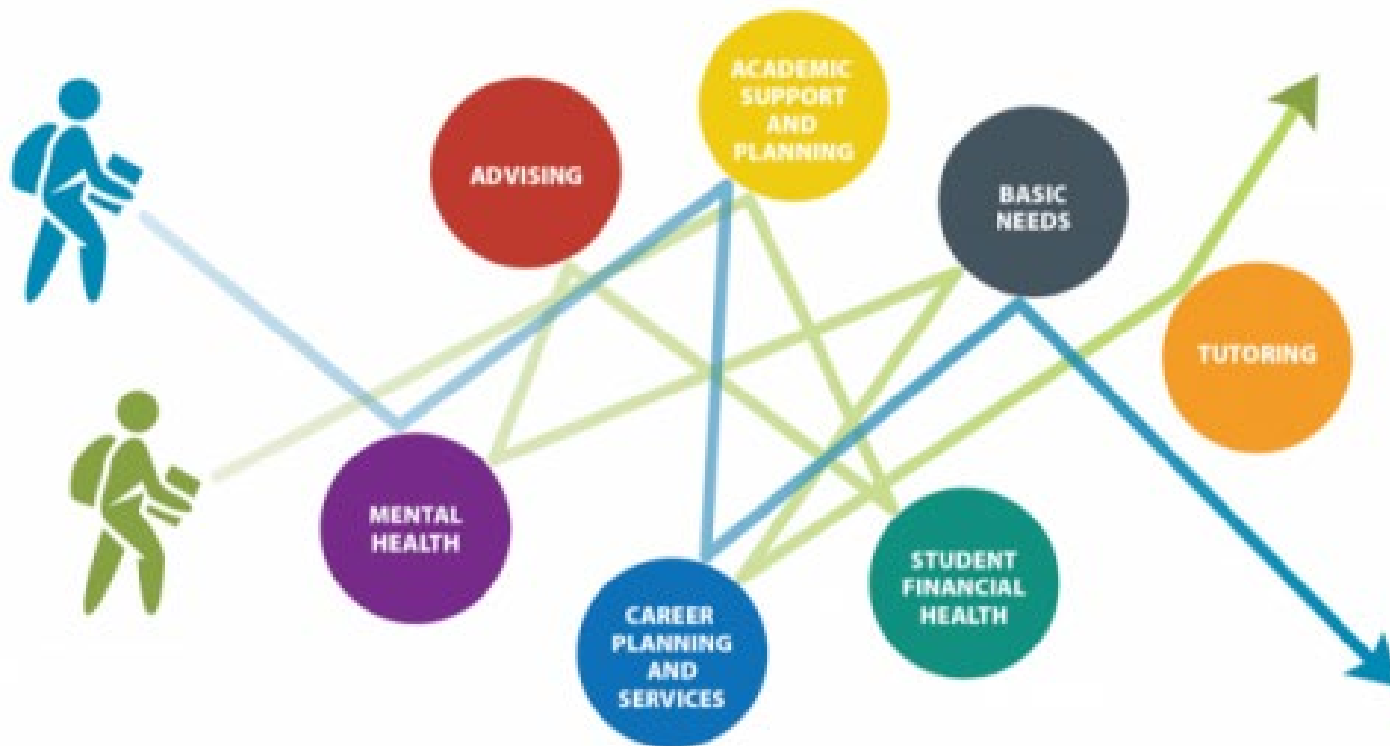 ADVISING
ACADEMIC
SUPPORT
AND
PLANNING
BASIC
NEEDS
TUTORING
MENTAL
HEALTH
CAREER
PLANNING
AND
SERVICES
STUDENT
FINANCIAL
HEALTH